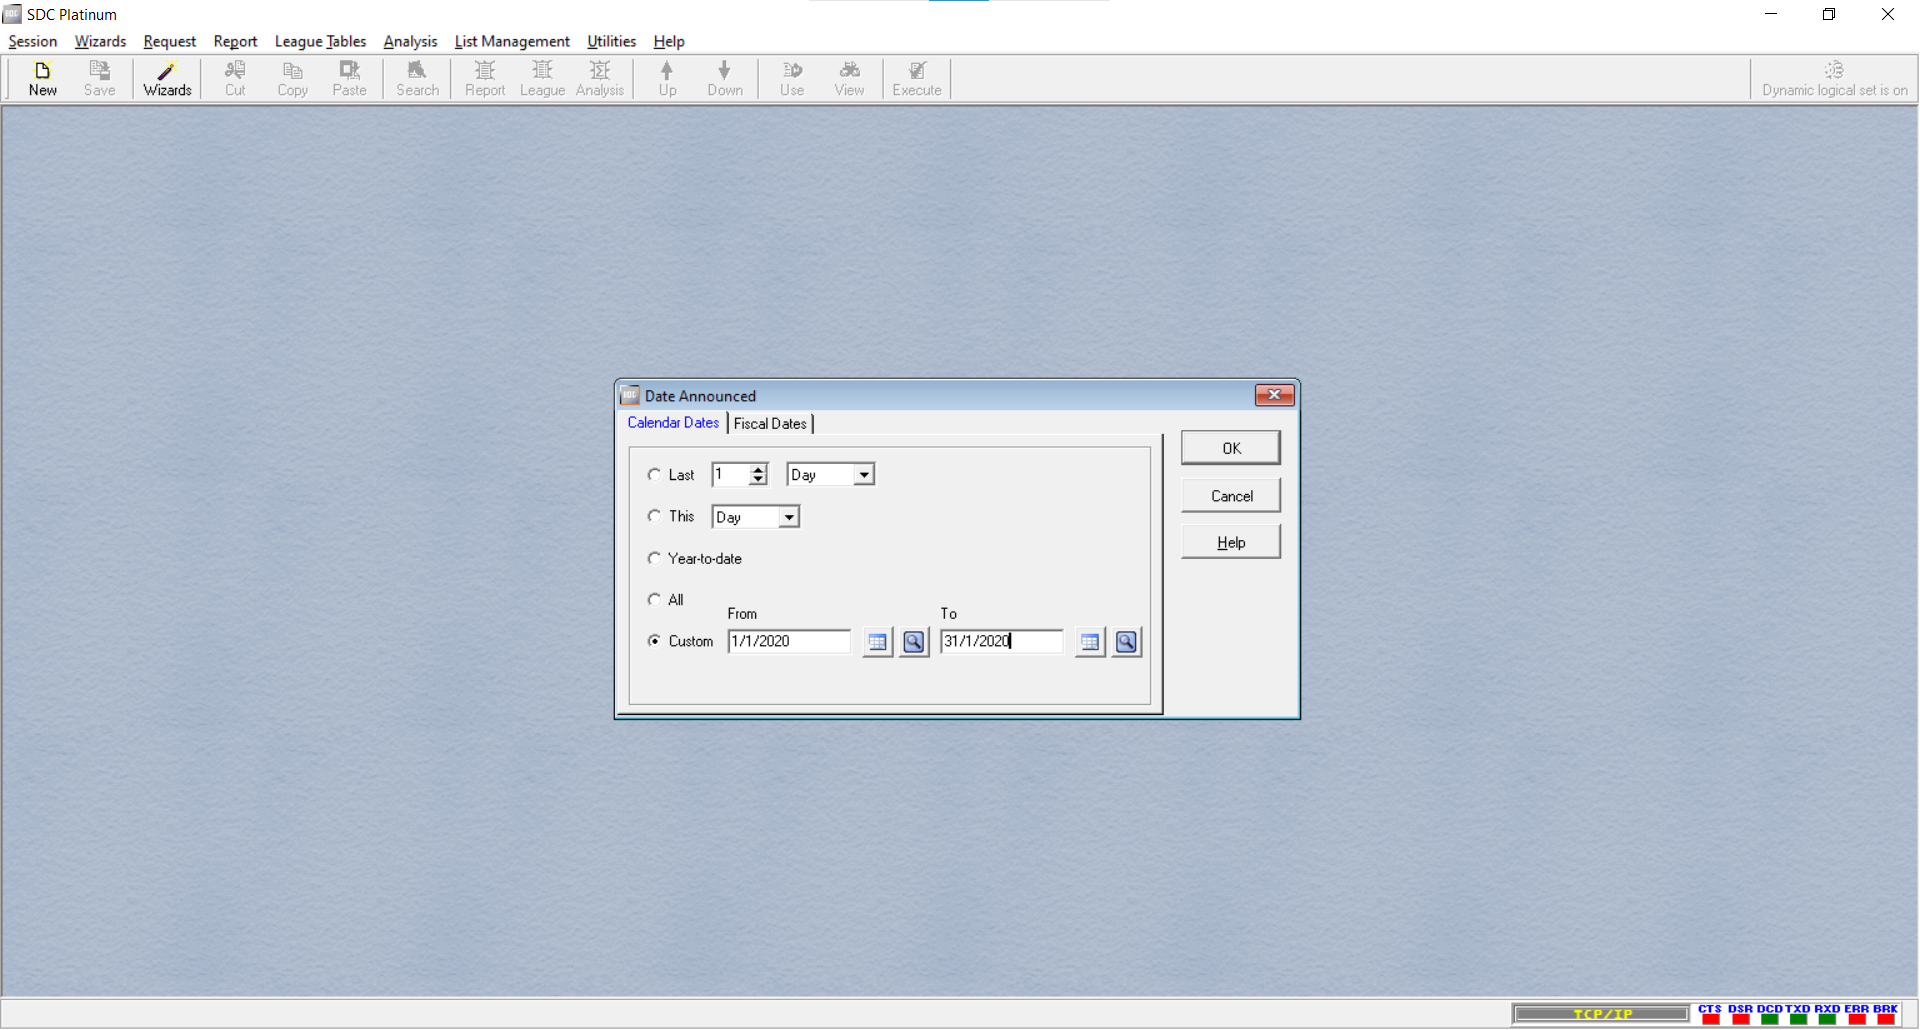 SDC Platinum
Session Wizards Request Report League Tables Analysis List Management Utilities Help
New Save Wizards Cut Copy Paste Search Report League Analysis Up Down Use View Execute Dynamic logical set is on
Date Announced
Calendar Dates Fiscal Dates
OK
Last 1 Day
Cancel
This Day
Help
Year-to-date
All
From To
Custom 1/1/2020 31/1/2020
TCP/IP CTS DSR DCD TXD RXD ERR BRK